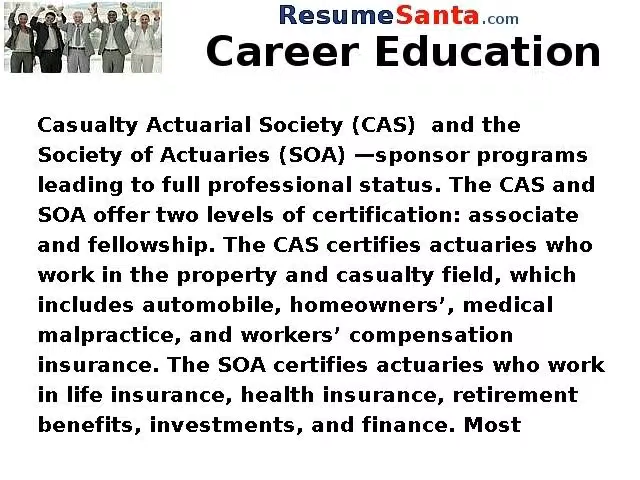 ResumeSanta.com
Career Education
Casualty Actuarial Society (CAS)  and the
Society of Actuaries (SOA) —sponsor programs
leading to full professional status. The CAS and
SOA offer two levels of certification: associate
and fellowship. The CAS certifies actuaries who
work in the property and casualty field, which
includes automobile, homeowners’, medical
malpractice, and workers’ compensation
insurance. The SOA certifies actuaries who work
in life insurance, health insurance, retirement
benefits, investments, and finance. Most